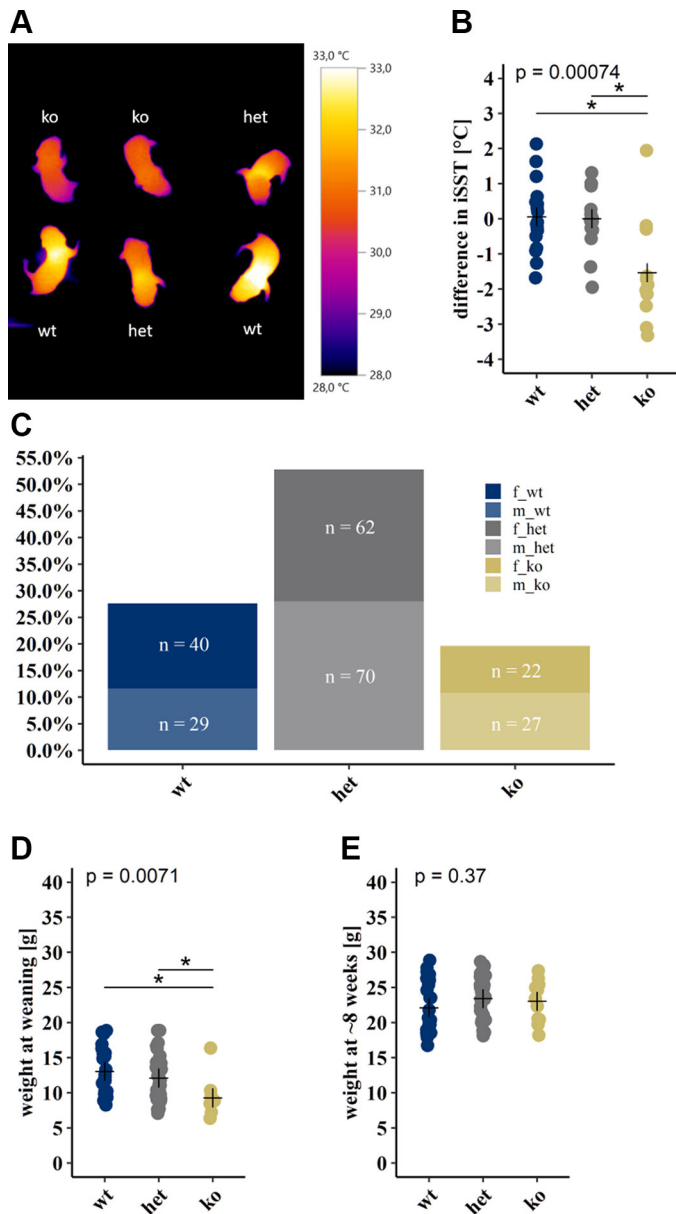 A
33,0 °C
ko
ko
het
wt
het
wt
33,0
32,0
31,0
30,0
29,0
28,0
28,0 °C
B
p = 0.00074
*
*
difference in iSST [°C]
4
3
2
1
0
-1
-2
-3
-4
wt
het
ko
C
55.0%
50.0%
45.0%
40.0%
35.0%
30.0%
25.0%
20.0%
15.0%
10.0%
5.0%
0.0%
n = 40
n = 29
n = 62
n = 70
n = 22
n = 27
f_wt
m_wt
f_het
m_het
f_ko
m_ko
wt
het
ko
D
p = 0.0071
*
*
weight at weaning [g]
40
35
30
25
20
15
10
5
0
wt
het
ko
E
p = 0.37
weight at ~8 weeks [g]
40
35
30
25
20
15
10
5
0
wt
het
ko